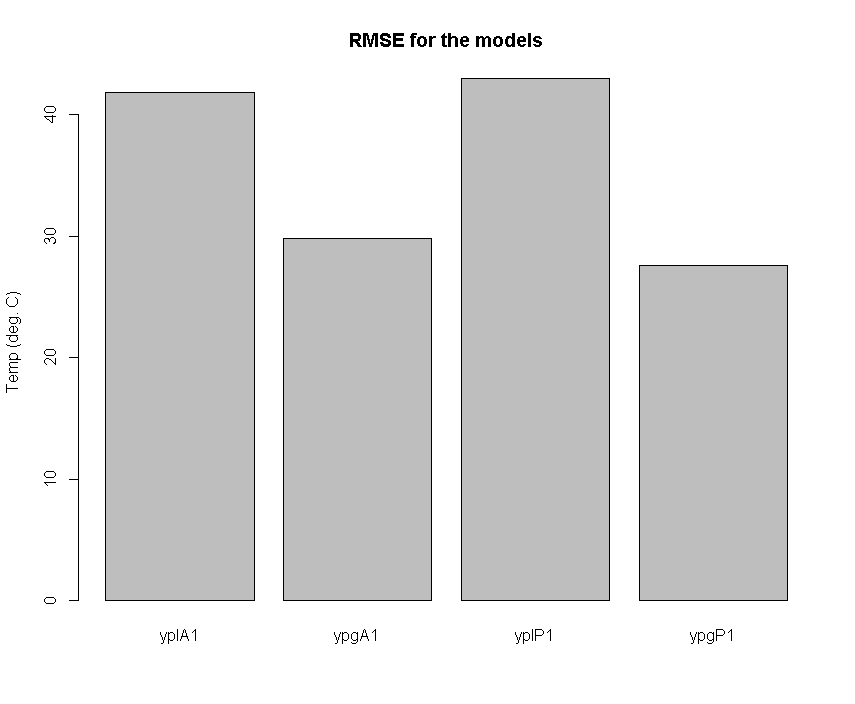 RMSE for the models
Temp (deg. C)
40
30
20
10
0
yplA1 ypgA1 yplP1 ypgP1